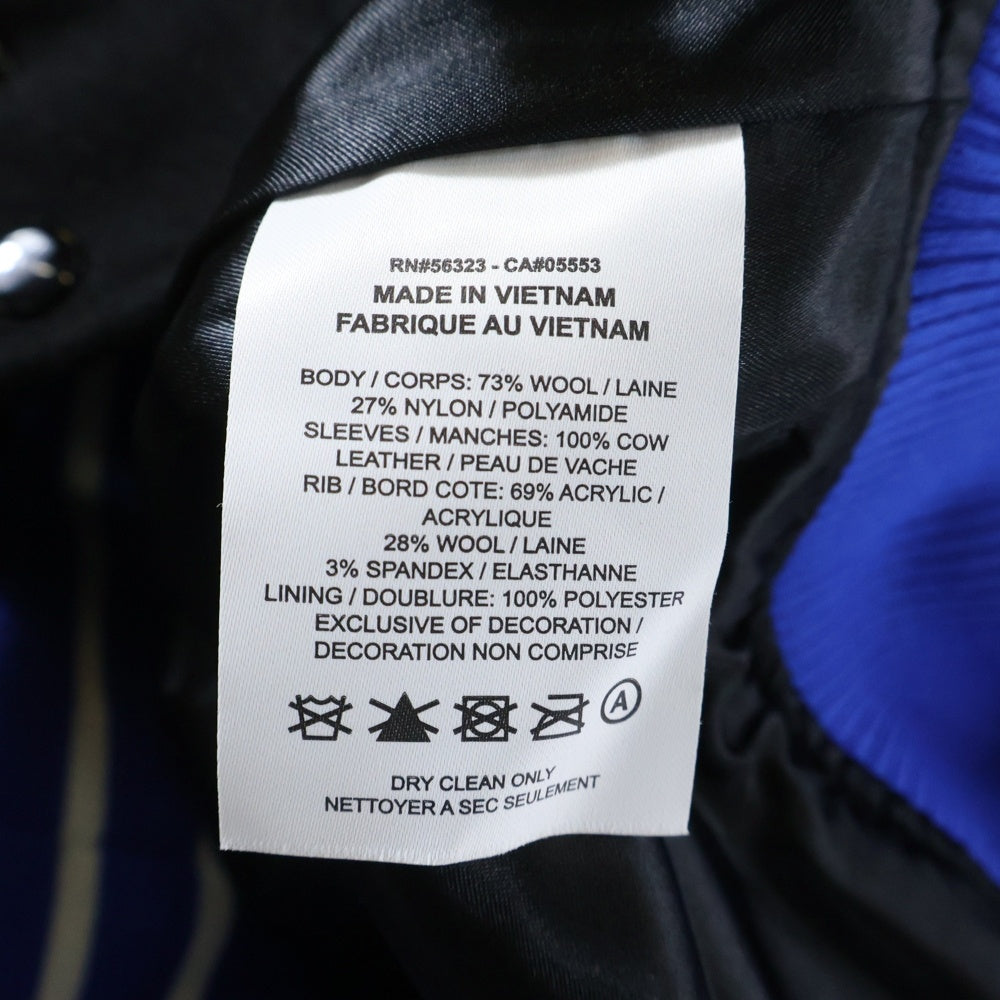 RN#56323 - CA#05553
MADE IN VIETNAM
FABRIQUE AU VIETNAM
BODY / CORPS: 73% WOOL / LAINE
27% NYLON / POLYAMIDE
SLEEVES / MANCHES: 100% COW
LEATHER / PEAU DE VACHE
RIB / BORD COTE: 69% ACRYLIC /
ACRYLIQUE
28% WOOL / LAINE
3% SPANDEX / ELASTHANNE
LINING / DOUBLURE: 100% POLYESTER
EXCLUSIVE OF DECORATION /
DECORATION NON COMPRISE
A
DRY CLEAN ONLY
NETTOYER A SEC SEULEMENT